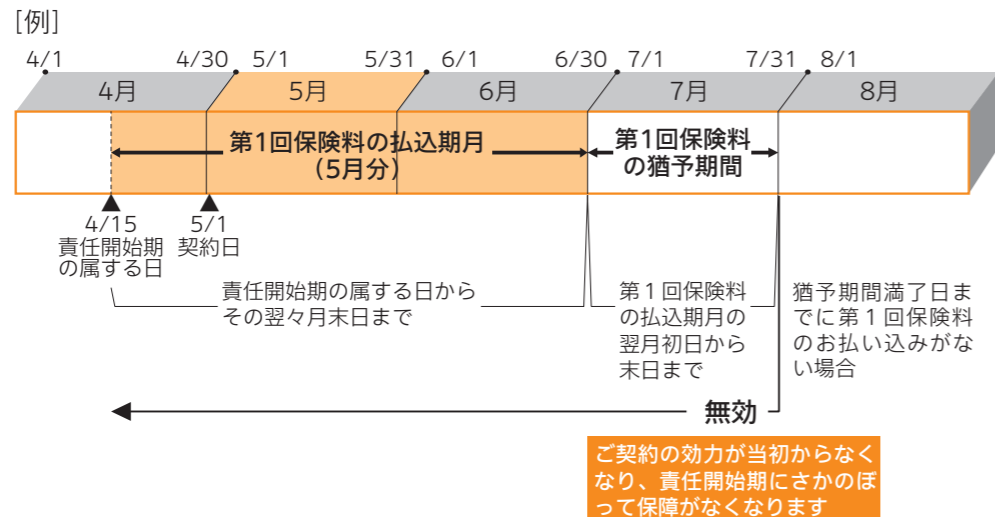 [例]
4/1
4/30
5/1
5/31
6/1
6/30
7/1
7/31
8/1
4月
5月
6月
7月
8月
第1回保険料の払込期月
（5月分）
第1回保険料
の猶予期間
4/15
責任開始期
の属する日
5/1
契約日
責任開始期の属する日から
その翌々月末日まで
第１回保険料
の払込期月の
翌月初日から
末日まで
猶予期間満了日ま
でに第１回保険料
のお払い込みがな
い場合
無効
ご契約の効力が当初からなく
なり、責任開始期にさかのぼ
って保障がなくなります